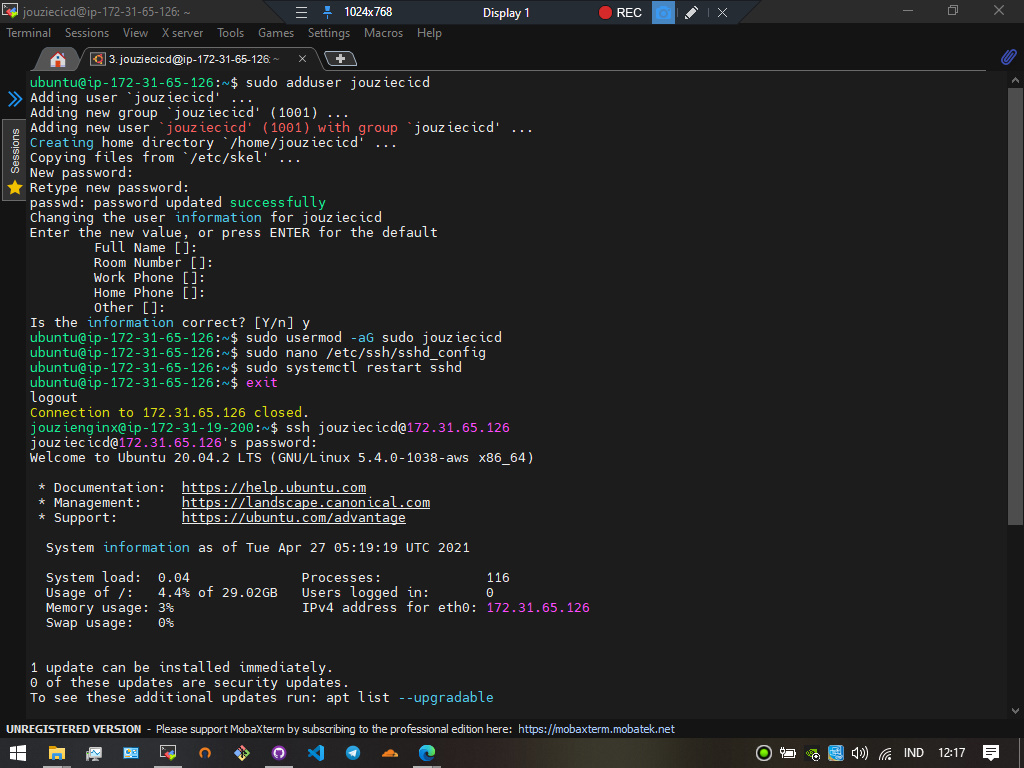 jouziecicd@ip-172-31-65-126: ~
1024x768
Display 1
REC
Terminal Sessions View X server Tools Games Settings Macros Help
3. jouziecicd@ip-172-31-65-126: ~
Sessions
ubuntu@ip-172-31-65-126:~$ sudo adduser jouziecicd
Adding user `jouziecicd' ...
Adding new group `jouziecicd' (1001) ...
Adding new user `jouziecicd' (1001) with group `jouziecicd' ...
Creating home directory `/home/jouziecicd' ...
Copying files from `/etc/skel' ...
New password:
Retype new password:
passwd: password updated successfully
Changing the user information for jouziecicd
Enter the new value, or press ENTER for the default
Full Name []:
Room Number []:
Work Phone []:
Home Phone []:
Other []:
Is the information correct? [Y/n] y
ubuntu@ip-172-31-65-126:~$ sudo usermod -aG sudo jouziecicd
ubuntu@ip-172-31-65-126:~$ sudo nano /etc/ssh/sshd_config
ubuntu@ip-172-31-65-126:~$ sudo systemctl restart sshd
ubuntu@ip-172-31-65-126:~$ exit
logout
Connection to 172.31.65.126 closed.
jouzienginx@ip-172-31-19-200:~$ ssh jouziecicd@172.31.65.126
jouziecicd@172.31.65.126's password:
Welcome to Ubuntu 20.04.2 LTS (GNU/Linux 5.4.0-1038-aws x86_64)
* Documentation: https://help.ubuntu.com
* Management: https://landscape.canonical.com
* Support: https://ubuntu.com/advantage
System information as of Tue Apr 27 05:19:19 UTC 2021
System load: 0.04 Processes: 116
Usage of /: 4.4% of 29.02GB Users logged in: 0
Memory usage: 3% IPv4 address for eth0: 172.31.65.126
Swap usage: 0%
1 update can be installed immediately.
0 of these updates are security updates.
To see these additional updates run: apt list --upgradable
UNREGISTERED VERSION - Please support MobaXterm by subscribing to the professional edition here: https://mobaxterm.mobatek.net
IND 12:17